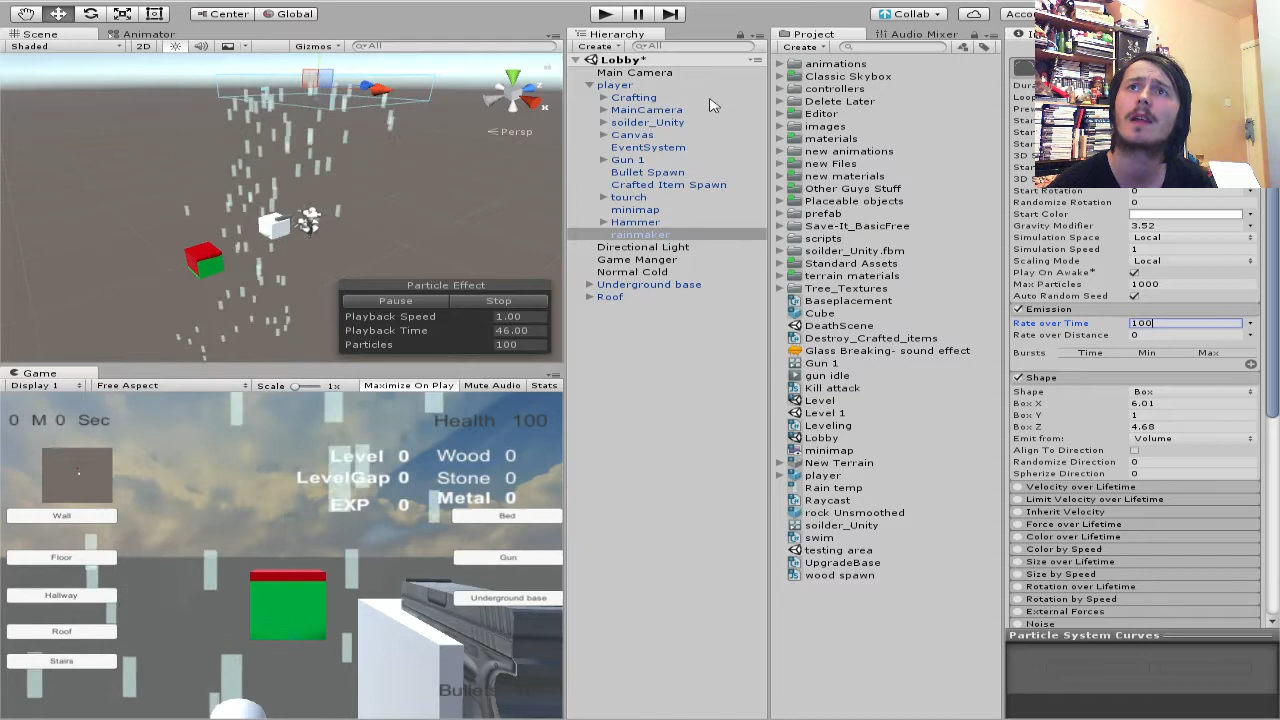 Center Global Collab Acco
Scene Animator
Shaded 2D Gizmos All
Persp
Particle Effect
Pause Stop
Playback Speed 1.00
Playback Time 46.00
Particles 100
Game
Display 1 Free Aspect Scale 1x Maximize On Play Mute Audio Stats
0 M 0 Sec Health 100
Level 0 Wood 0
LevelGap 0 Stone 0
EXP 0 Metal 0
Wall Bed
Floor Gun
Hallway Underground base
Roof
Stairs
Bullets
Hierarchy
Create All
Lobby*
Main Camera
player
Crafting
MainCamera
soilder_Unity
Canvas
EventSystem
Gun 1
Bullet Spawn
Crafted Item Spawn
tourch
minimap
Hammer
rainmaker
Directional Light
Game Manger
Normal Cold
Underground base
Roof
Project Audio Mixer
Create
animations
Classic Skybox
controllers
Delete Later
Editor
images
materials
new animations
new Files
new materials
Other Guys Stuff
Placeable objects
prefab
Save-It_BasicFree
scripts
soilder_Unity.fbm
Standard Assets
terrain materials
Tree_Textures
Baseplacement
Cube
DeathScene
Destroy_Crafted_items
Glass Breaking- sound effect
Gun 1
gun idle
Kill attack
Level
Level 1
Leveling
Lobby
minimap
New Terrain
player
Rain temp
Raycast
rock Unsmoothed
soilder_Unity
swim
testing area
UpgradeBase
wood spawn
Start Rotation
Randomize Rotation 0
Start Color
Gravity Modifier 3.52
Simulation Space Local
Simulation Speed 1
Scaling Mode Local
Play On Awake*
Max Particles 1000
Auto Random Seed
Emission
Rate over Time 100
Rate over Distance 0
Bursts Time Min Max
Shape
Shape Box
Box X 6.01
Box Y 1
Box Z 4.68
Emit from: Volume
Align To Direction
Randomize Direction 0
Spherize Direction 0
Velocity over Lifetime
Limit Velocity over Lifetime
Inherit Velocity
Force over Lifetime
Color over Lifetime
Color by Speed
Size over Lifetime
Size by Speed
Rotation over Lifetime
Rotation by Speed
External Forces
Noise
Particle System Curves